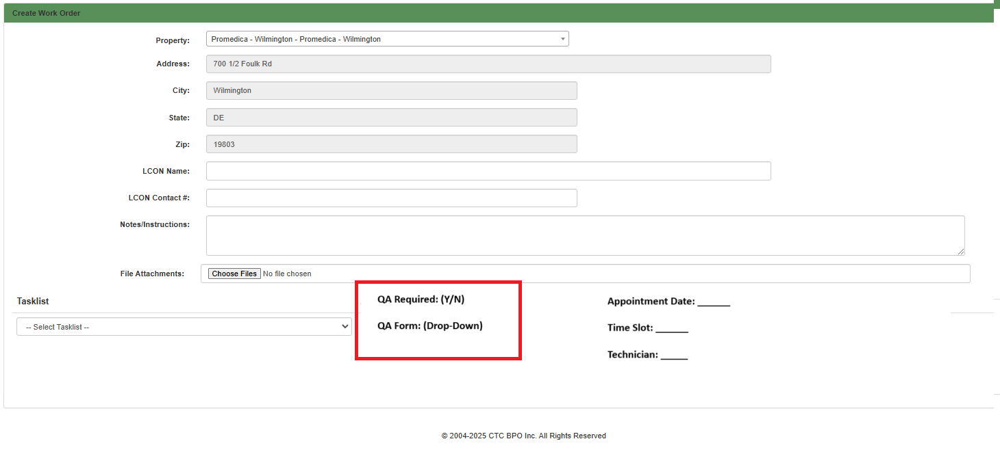 Create Work Order
Property: Promedica - Wilmington - Promedica - Wilmington
Address: 700 1/2 Foulk Rd
City: Wilmington
State: DE
Zip: 19803
LCON Name:
LCON Contact #:
Notes/Instructions:
File Attachments: Choose Files No file chosen
Tasklist
-- Select Tasklist --
QA Required: (Y/N)
QA Form: (Drop-Down)
Appointment Date: ______
Time Slot: ______
Technician: _____
© 2004-2025 CTC BPO Inc. All Rights Reserved